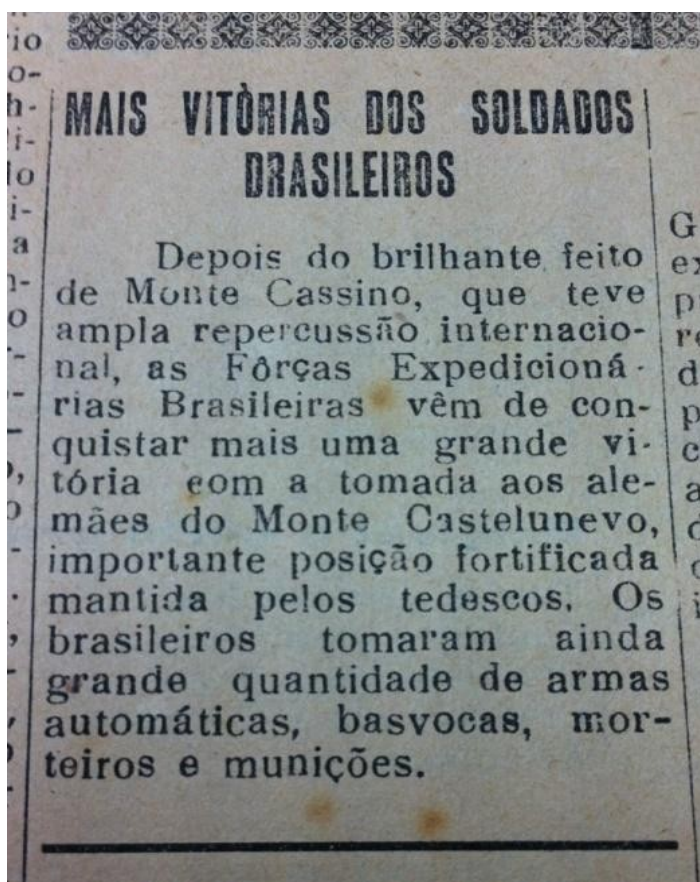 MAIS VITÒRIAS DOS SOLDADOS
DRASILEIROS
Depois do brilhante feito
de Monte Cassino, que teve
ampla repercussão internacio-
nal, as Fôrças Expedicioná-
rias Brasileiras vêm de con-
quistar mais uma grande vi-
tória com a tomada aos ale-
mães do Monte Castelunevo,
importante posição fortificada
mantida pelos tedescos. Os
brasileiros tomaram ainda
grande quantidade de armas
automáticas, basvocas, mor-
teiros e munições.